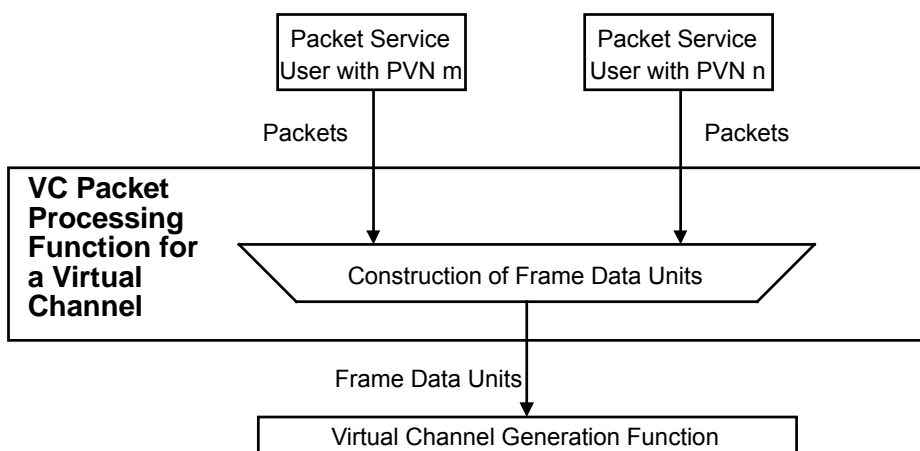 Packet Service
User with PVN m
Packet Service
User with PVN n
Packets
Packets
VC Packet
Processing
Function for
a Virtual
Channel
Construction of Frame Data Units
Frame Data Units
Virtual Channel Generation Function